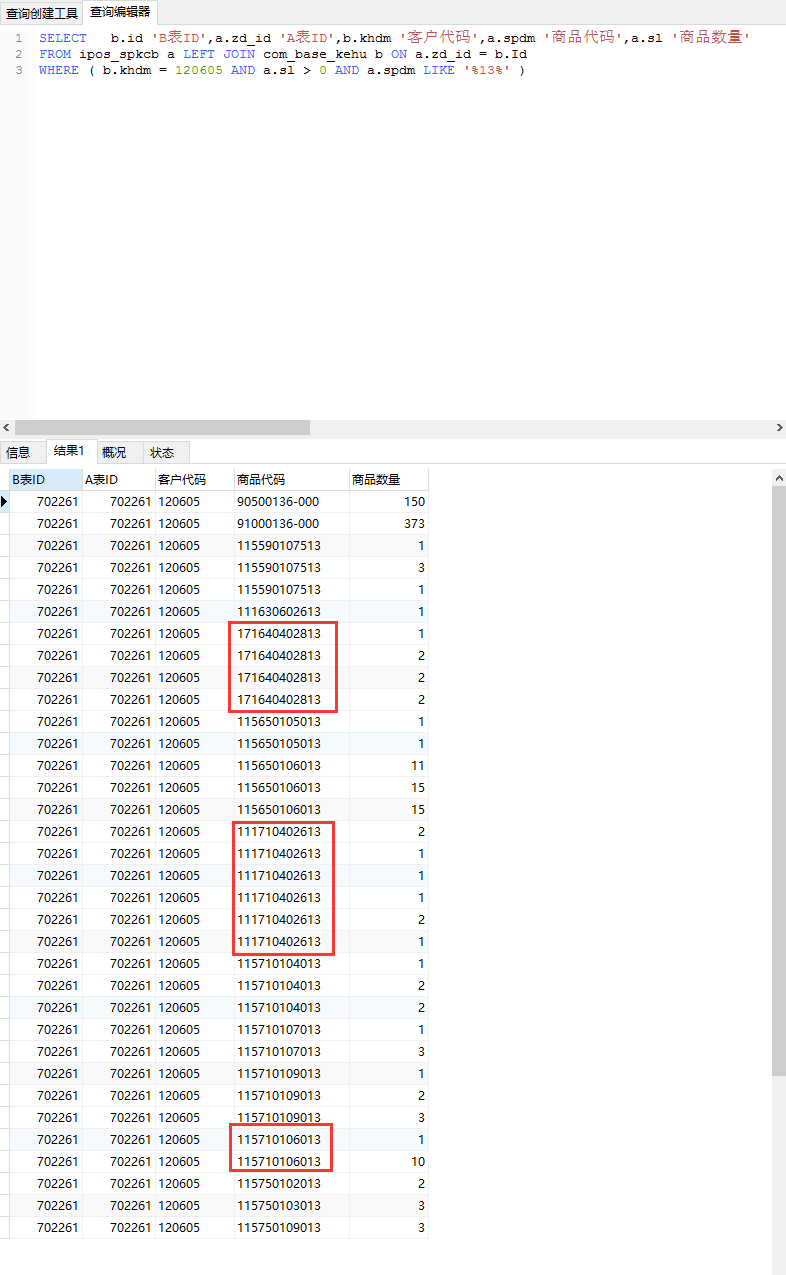 查询创建工具 查询编辑器
1 SELECT b.id 'B表ID',a.zd_id 'A表ID',b.khdm '客户代码',a.spdm '商品代码',a.sl '商品数量'
2 FROM ipos_spkcb a LEFT JOIN com_base_kehu b ON a.zd_id = b.Id
3 WHERE ( b.khdm = 120605 AND a.sl > 0 AND a.spdm LIKE '%13%' )
信息 结果1 概况 状态
B表ID A表ID 客户代码 商品代码 商品数量
702261 702261 120605 90500136-000 150
702261 702261 120605 91000136-000 373
702261 702261 120605 115590107513 1
702261 702261 120605 115590107513 3
702261 702261 120605 115590107513 1
702261 702261 120605 111630602613 1
702261 702261 120605 171640402813 1
702261 702261 120605 171640402813 2
702261 702261 120605 171640402813 2
702261 702261 120605 171640402813 2
702261 702261 120605 115650105013 1
702261 702261 120605 115650105013 1
702261 702261 120605 115650106013 11
702261 702261 120605 115650106013 15
702261 702261 120605 115650106013 15
702261 702261 120605 111710402613 2
702261 702261 120605 111710402613 1
702261 702261 120605 111710402613 1
702261 702261 120605 111710402613 1
702261 702261 120605 111710402613 2
702261 702261 120605 111710402613 1
702261 702261 120605 115710104013 1
702261 702261 120605 115710104013 2
702261 702261 120605 115710104013 2
702261 702261 120605 115710107013 1
702261 702261 120605 115710107013 3
702261 702261 120605 115710109013 1
702261 702261 120605 115710109013 2
702261 702261 120605 115710109013 3
702261 702261 120605 115710106013 1
702261 702261 120605 115710106013 10
702261 702261 120605 115750102013 2
702261 702261 120605 115750103013 3
702261 702261 120605 115750109013 3